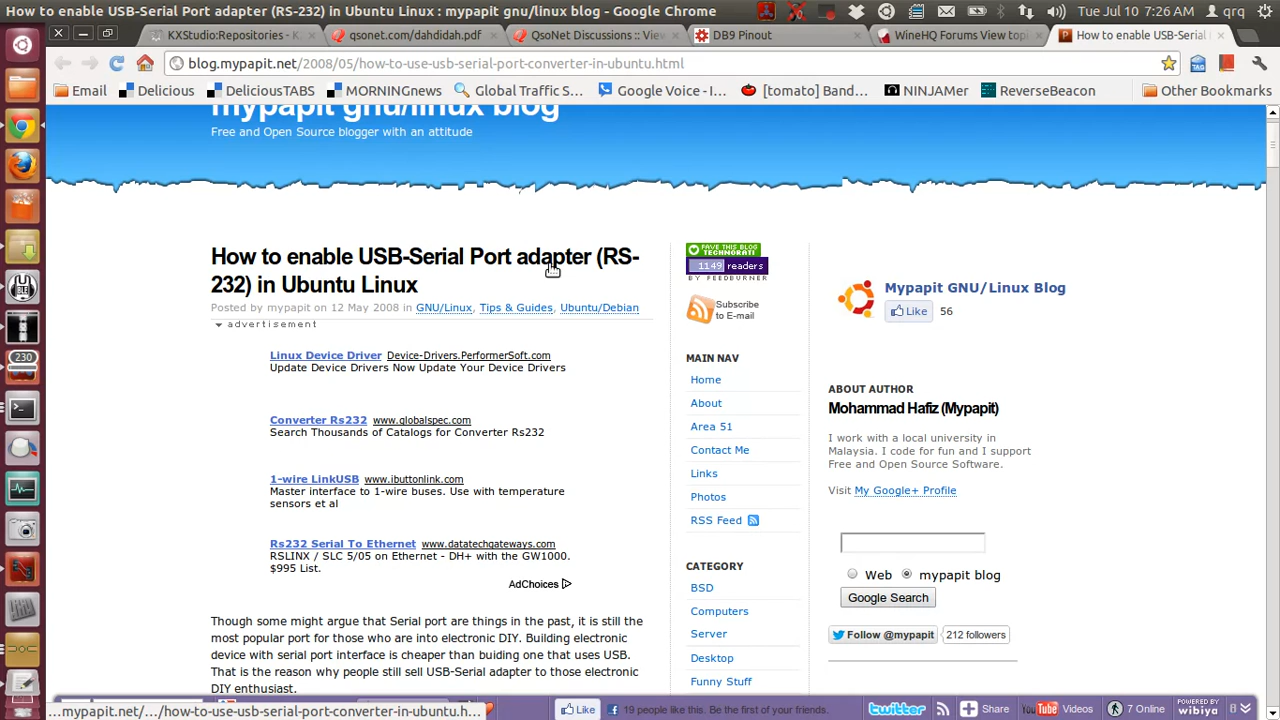 How to enable USB-Serial Port adapter (RS-232) in Ubuntu Linux : mypapit gnu/linux blog - Google Chrome
Tue Jul 10 7:26 AM
qrq
KXStudio:Repositories - K
qsonet.com/dahdidah.pdf
QsoNet Discussions :: Vie
DB9 Pinout
WineHQ Forums View topi
How to enable USB-Serial
blog.mypapit.net/2008/05/how-to-use-usb-serial-port-converter-in-ubuntu.html
Email
Delicious
DeliciousABS
MORNINGnews
Global Traffic S...
Google Voice - I...
[tomato] Band...
NINJAMer
ReverseBeacon
Other Bookmarks
mypapit gnu/linux blog
Free and Open Source blogger with an attitude
How to enable USB-Serial Port adapter (RS-
232) in Ubuntu Linux
Posted by mypapit on 12 May 2008 in GNU/Linux, Tips & Guides, Ubuntu/Debian
advertisement
Linux Device Driver Device-Drivers.PerformerSoft.com
Update Device Drivers Now Update Your Device Drivers
Converter Rs232 www.globalspec.com
Search Thousands of Catalogs for Converter Rs232
1-wire LinkUSB www.ibuttonlink.com
Master interface to 1-wire buses. Use with temperature
sensors et al
Rs232 Serial To Ethernet www.datatechgateways.com
RSLINX / SLC 5/05 on Ethernet - DH+ with the GW1000.
$995 List.
AdChoices
Though some might argue that Serial port are things in the past, it is still the
most popular port for those who are into electronic DIY. Building electronic
device with serial port interface is cheaper than buiding one that uses USB.
That is the reason why people still sell USB-Serial adapter to those electronic
DIY enthusiast.
FAVE THIS BLOG
TECHNORATI
1149 readers
BY FEEDBURNER
Subscribe
to E-mail
MAIN NAV
Home
About
Area 51
Contact Me
Links
Photos
RSS Feed
CATEGORY
BSD
Computers
Server
Desktop
Funny Stuff
Mypapit GNU/Linux Blog
Like 56
ABOUT AUTHOR
Mohammad Hafiz (Mypapit)
I work with a local university in
Malaysia. I code for fun and I support
Free and Open Source Software.
Visit My Google+ Profile
Web mypapit blog
Google Search
Follow @mypapit 212 followers
230
...mypapit.net/.../how-to-use-usb-serial-port-converter-in-ubuntu.h...
Like
19 people like this. Be the first of your friends.
twitter
Share
YouTube Videos
7 Online
POWERED BY
wibiya
8